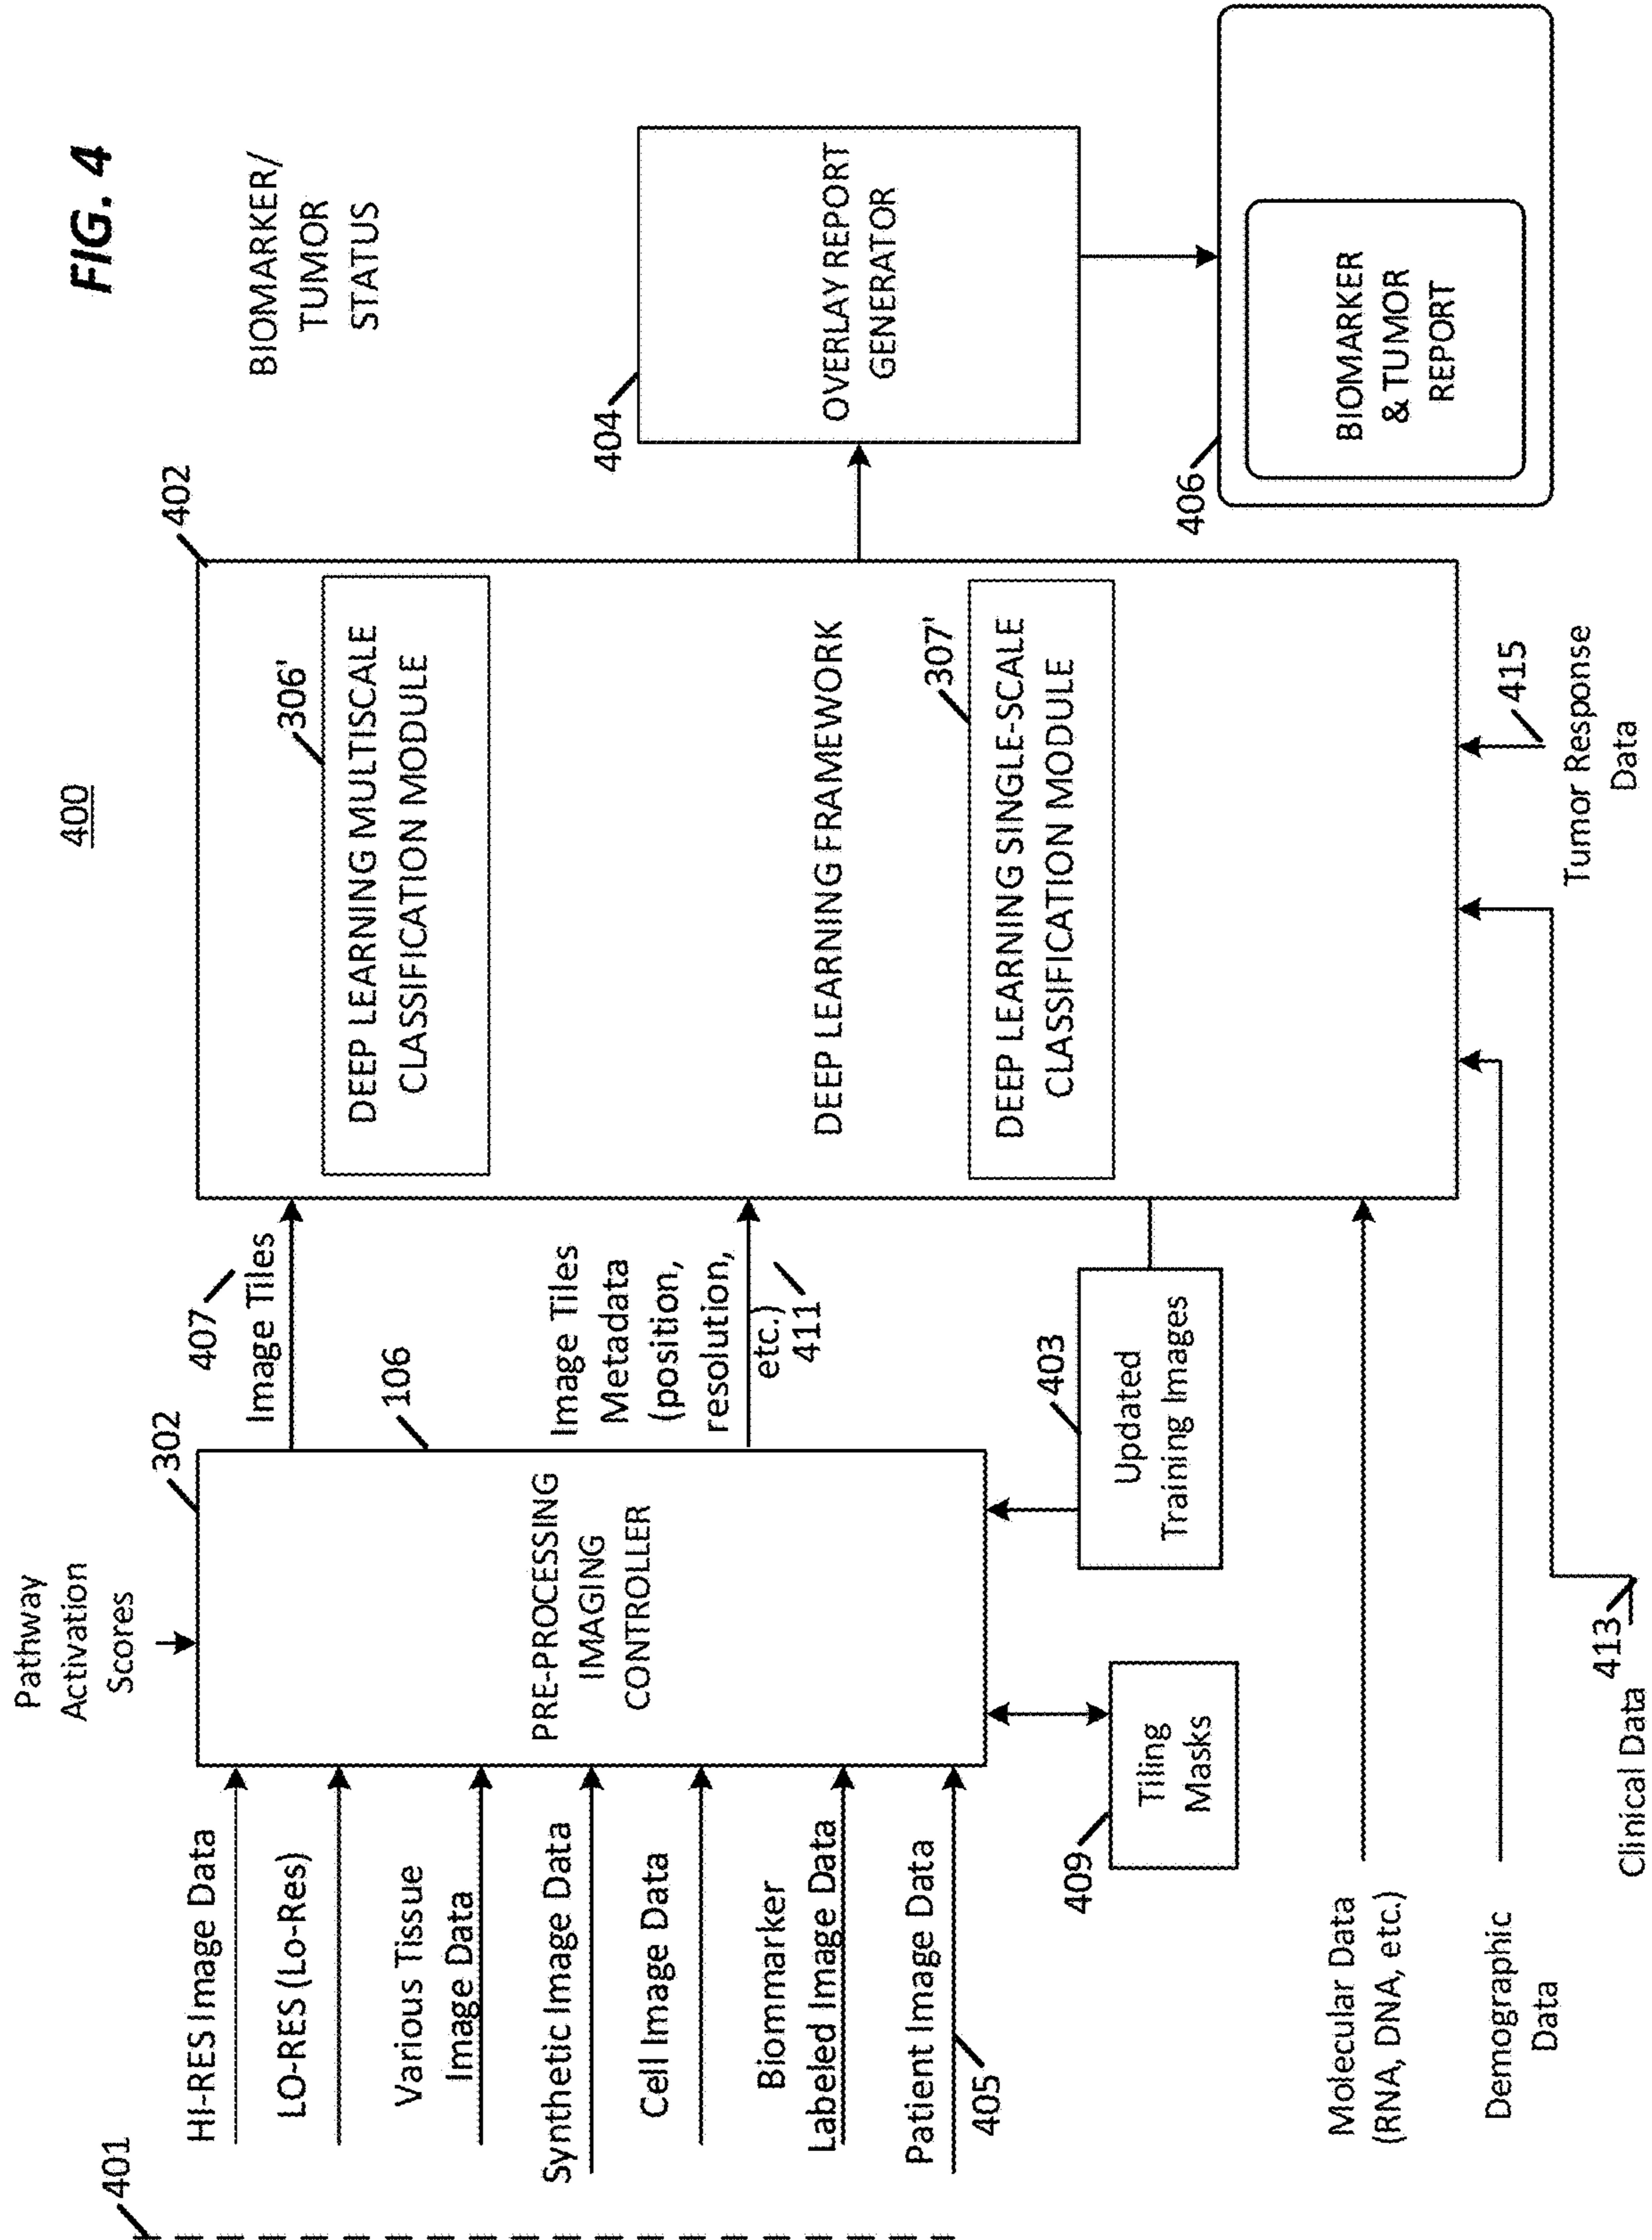 FIG. 4
400
BIOMARKER/
TUMOR
STATUS
401
HI-RES Image Data
LO-RES (Lo-Res)
Various Tissue
Image Data
Synthetic Image Data
Cell Image Data
Biommarker
Labeled Image Data
Patient Image Data
405
Pathway
Activation
Scores
302
PRE-PROCESSING
IMAGING
CONTROLLER
106
409
Tiling
Masks
403
Updated
Training Images
407
Image Tiles
Image Tiles
Metadata
(position,
resolution,
etc.)
411
402
306'
DEEP LEARNING MULTISCALE
CLASSIFICATION MODULE
DEEP LEARNING FRAMEWORK
307'
DEEP LEARNING SINGLE-SCALE
CLASSIFICATION MODULE
Molecular Data
(RNA, DNA, etc.)
Demographic
Data
Clinical Data
413
415
Tumor Response
Data
404
OVERLAY REPORT
GENERATOR
406
BIOMARKER
& TUMOR
REPORT